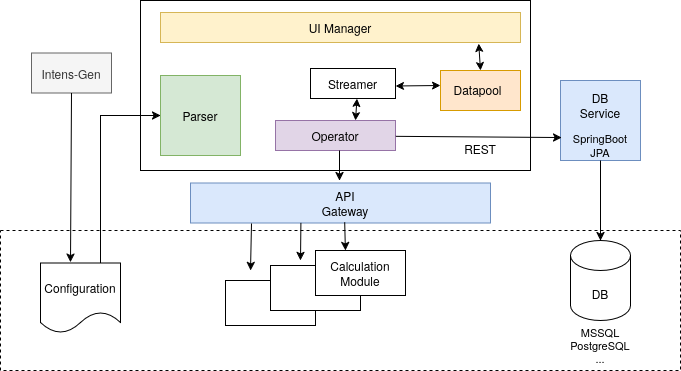 UI Manager
Intens-Gen
Parser
Streamer
Datapool
Operator
REST
DB
Service
SpringBoot
JPA
API
Gateway
Configuration
Calculation
Module
DB
MSSQL
PostgreSQL
...